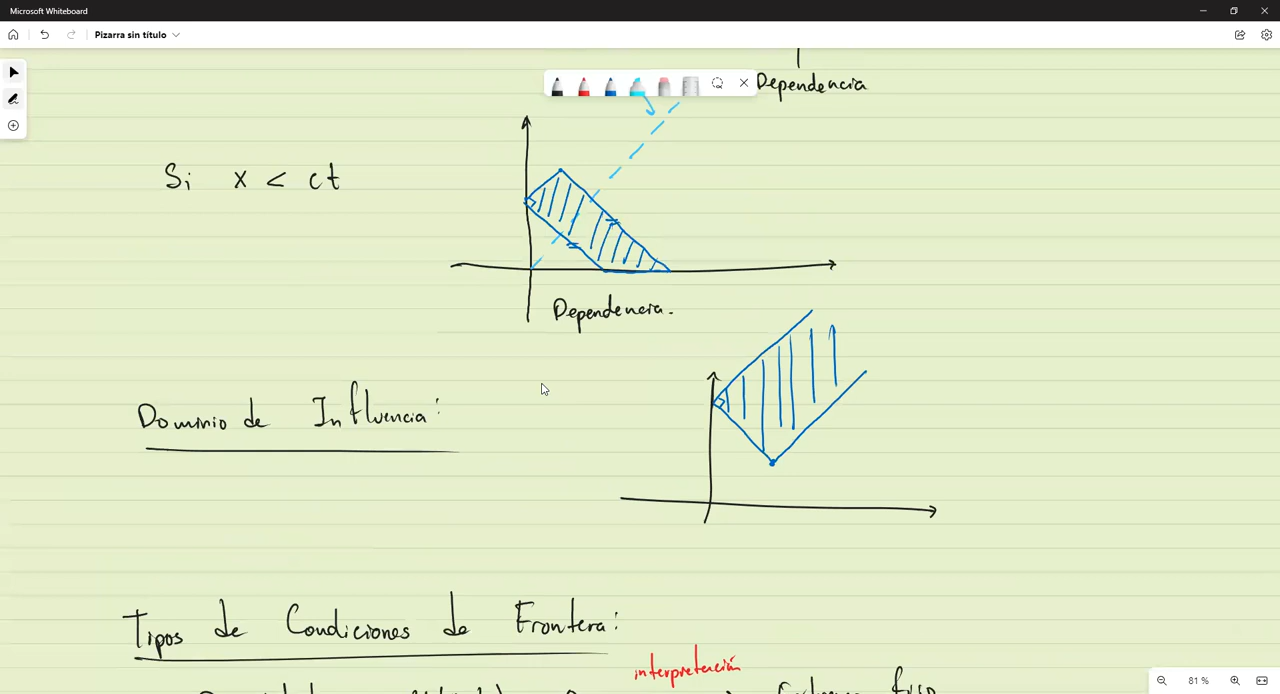 Microsoft Whiteboard
Pizarra sin título
Dependencia
Si x < ct
Dependencia.
Dominio de Influencia:
Tipos de Condiciones de Frontera:
interpretación
81 %